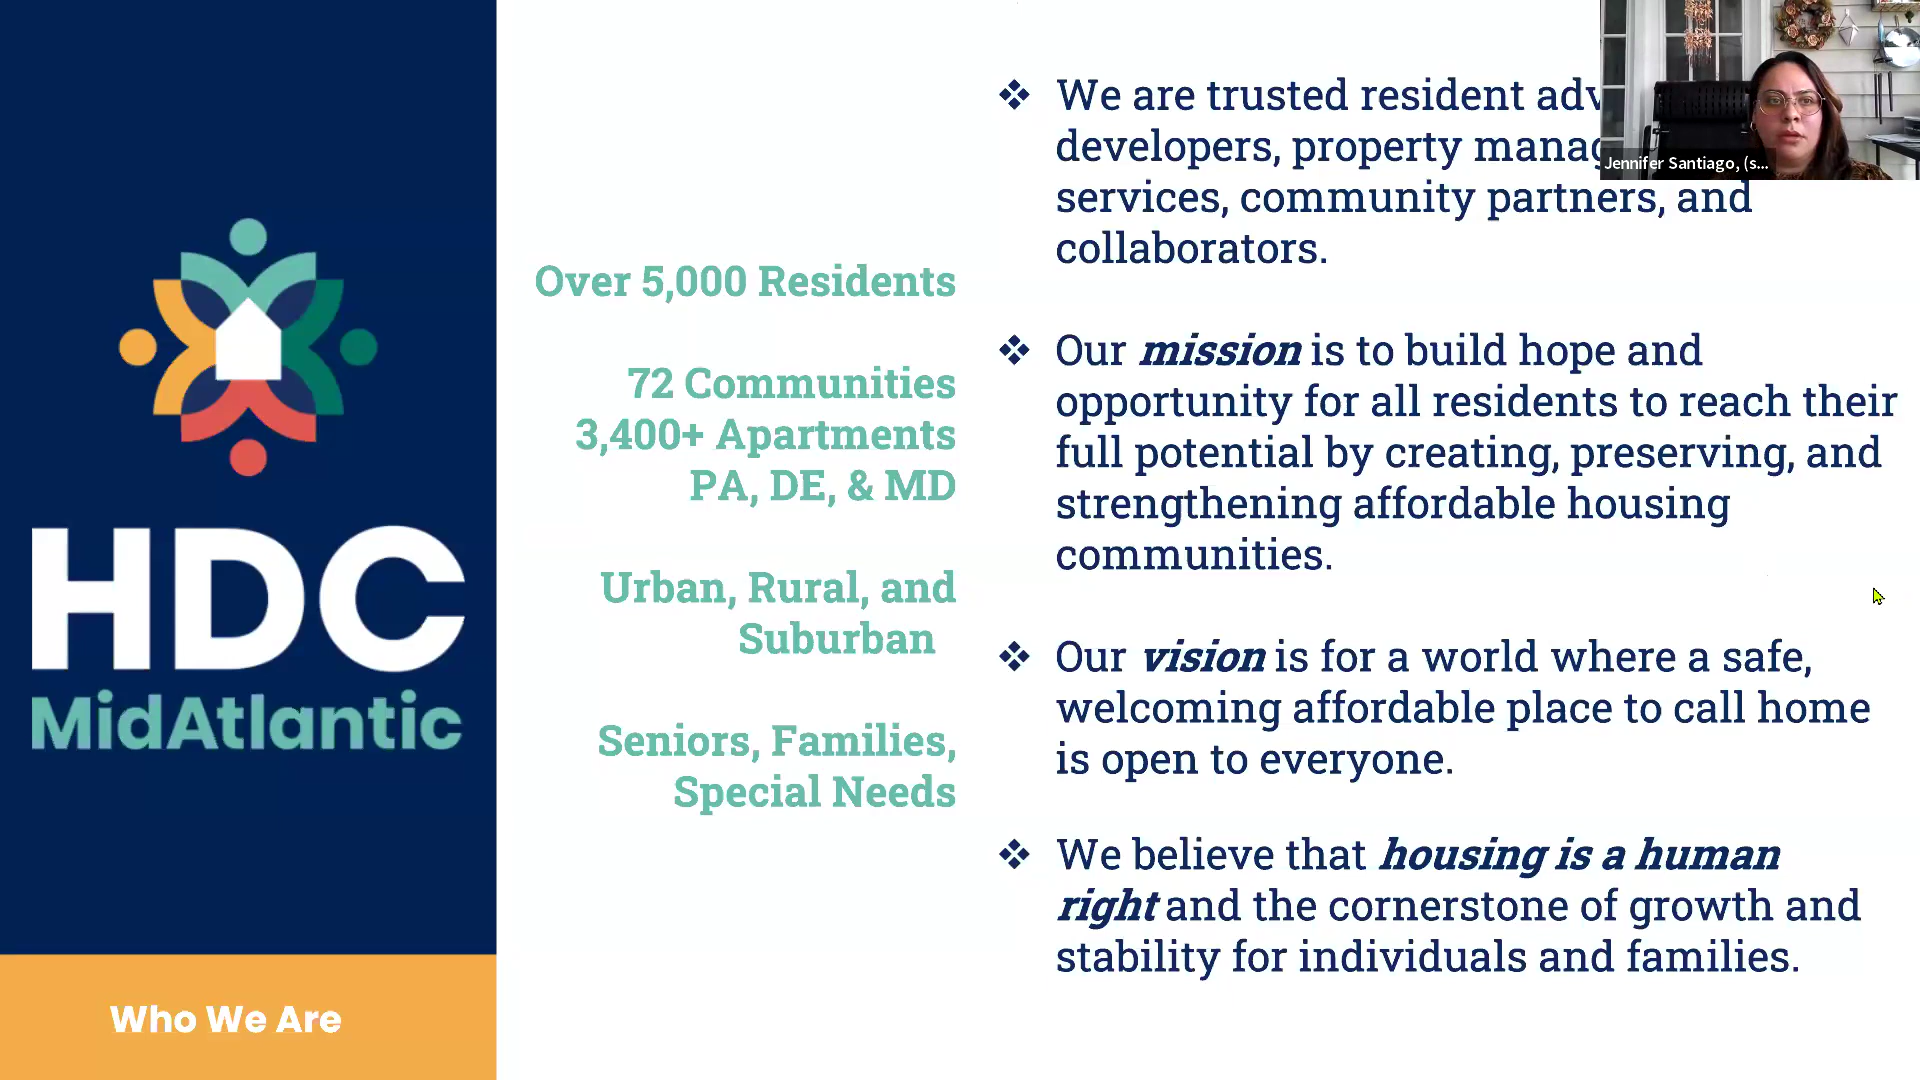 HDC
MidAtlantic
Who We Are
Over 5,000 Residents
72 Communities
3,400+ Apartments
PA, DE, & MD
Urban, Rural, and
Suburban
Seniors, Families,
Special Needs
❖ We are trusted resident
developers, property
services, community partners, and
collaborators.
❖ Our mission is to build hope and
opportunity for all residents to reach their
full potential by creating, preserving, and
strengthening affordable housing
communities.
❖ Our vision is for a world where a safe,
welcoming affordable place to call home
is open to everyone.
❖ We believe that housing is a human
right and the cornerstone of growth and
stability for individuals and families.
Jennifer Santiago, (s...